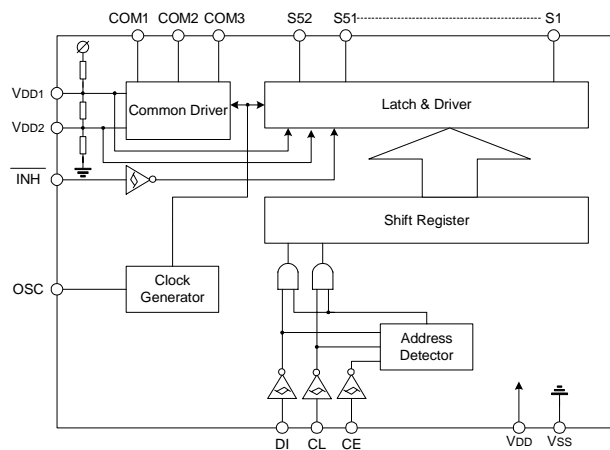 COM1 COM2 COM3 S52 S51 S1
VDD1
Common Driver
Latch & Driver
VDD2
INH
Shift Register
OSC
Clock
Generator
Address
Detector
DI CL CE VDD VSS